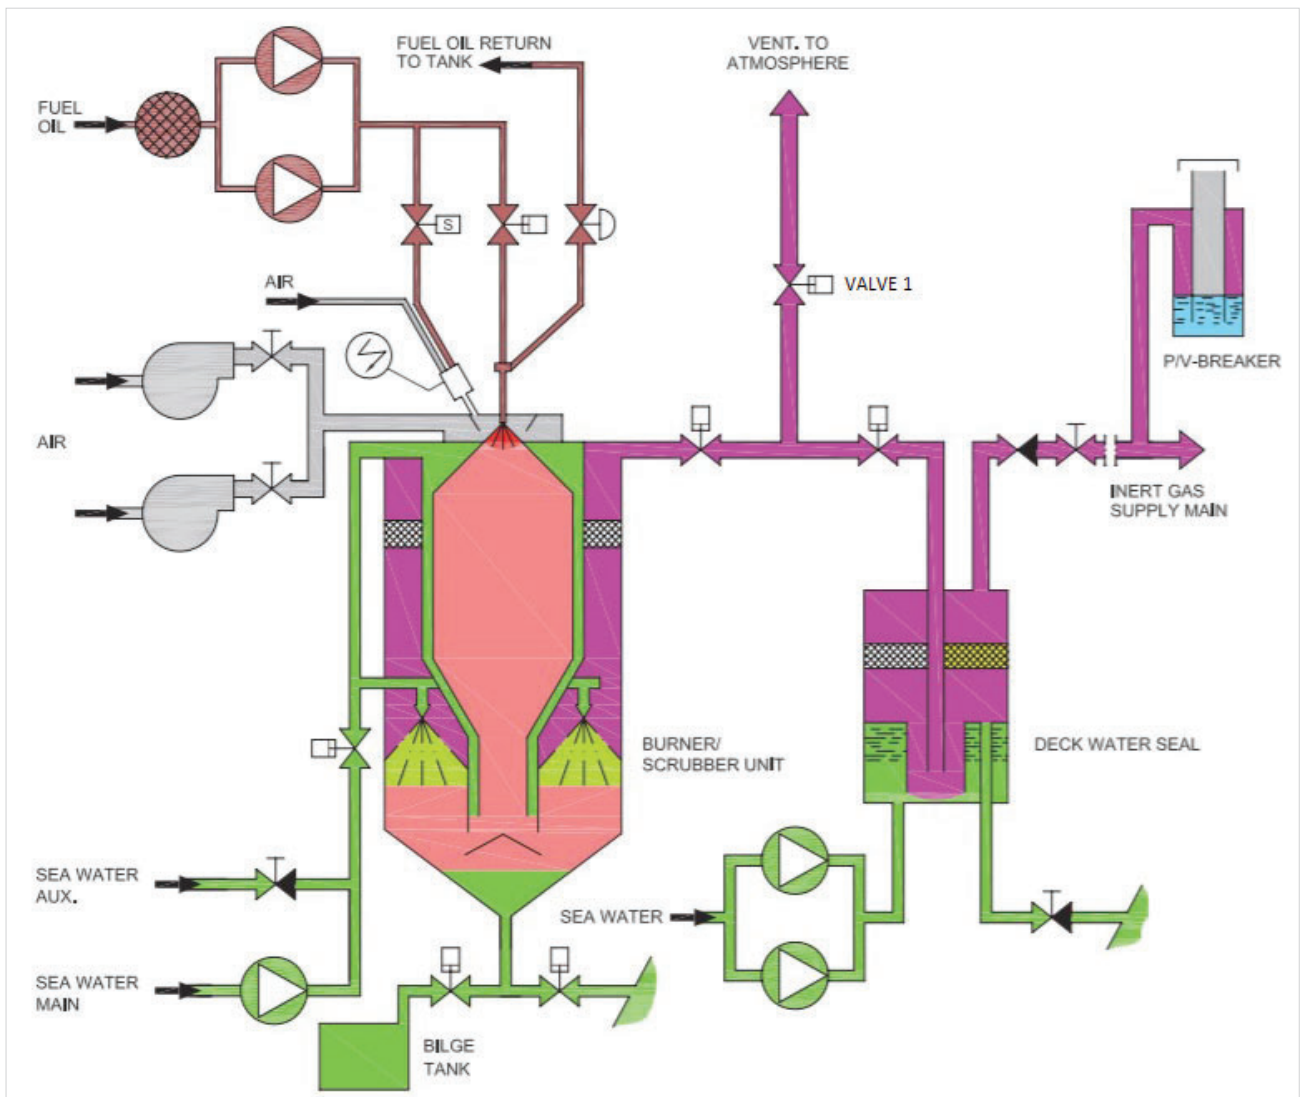 FUEL OIL RETURN
TO TANK
VENT. TO
ATMOSPHERE
FUEL
OIL
S
AIR
VALVE 1
P/V-BREAKER
AIR
INERT GAS
SUPPLY MAIN
BURNER/
SCRUBBER UNIT
DECK WATER SEAL
SEA WATER
AUX.
SEA WATER
SEA WATER
MAIN
BILGE
TANK